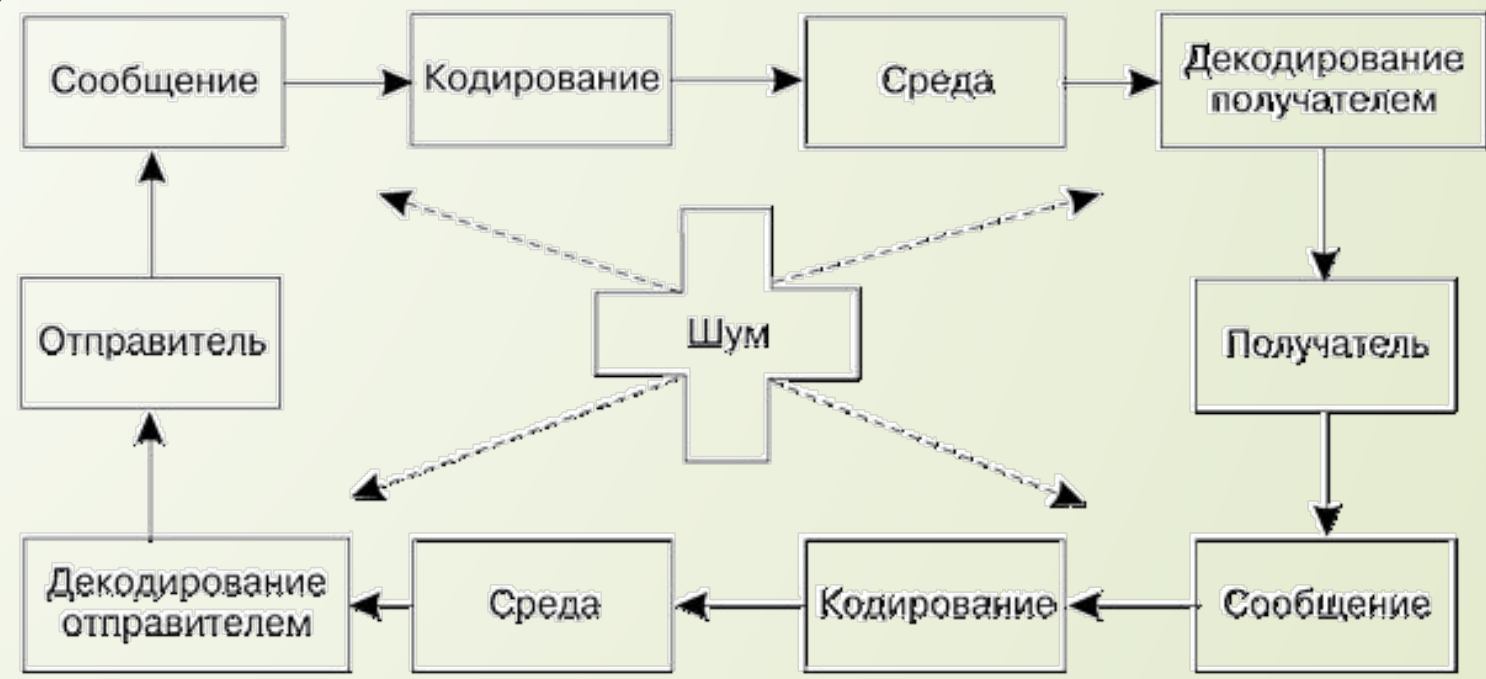 Сообщение
Кодирование
Среда
Декодирование
получателем
Отправитель
Шум
Получатель
Декодирование
отправителем
Среда
Кодирование
Сообщение